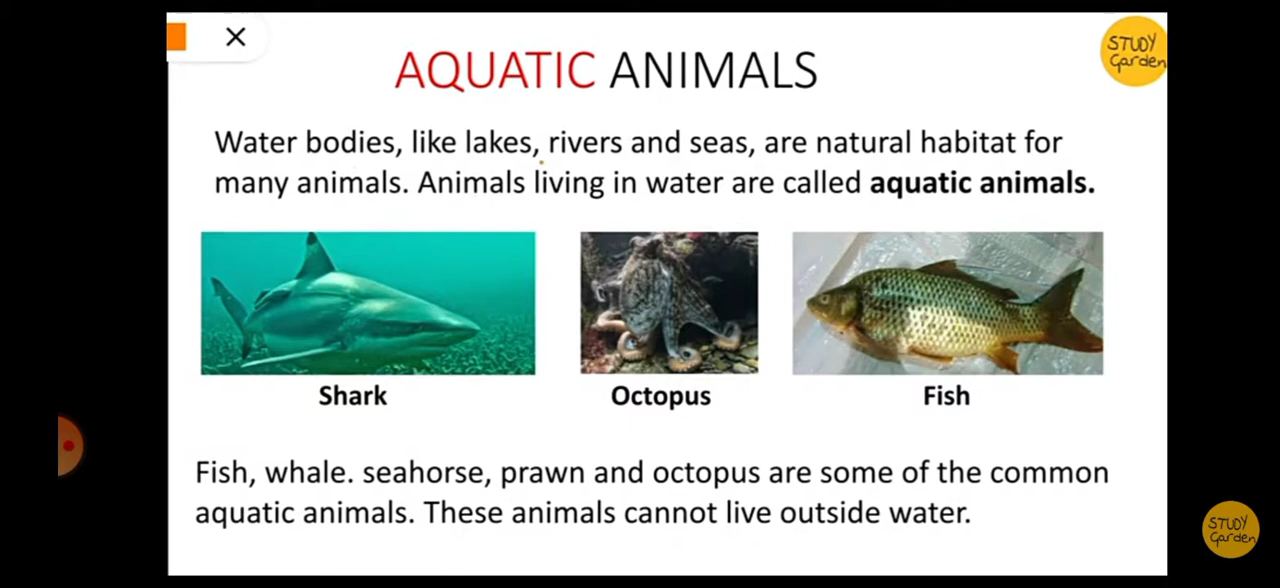 STUDY
Garden
AQUATIC ANIMALS
Water bodies, like lakes, rivers and seas, are natural habitat for
many animals. Animals living in water are called aquatic animals.
Shark
Octopus
Fish
Fish, whale. seahorse, prawn and octopus are some of the common
aquatic animals. These animals cannot live outside water.
STUDY
Garden